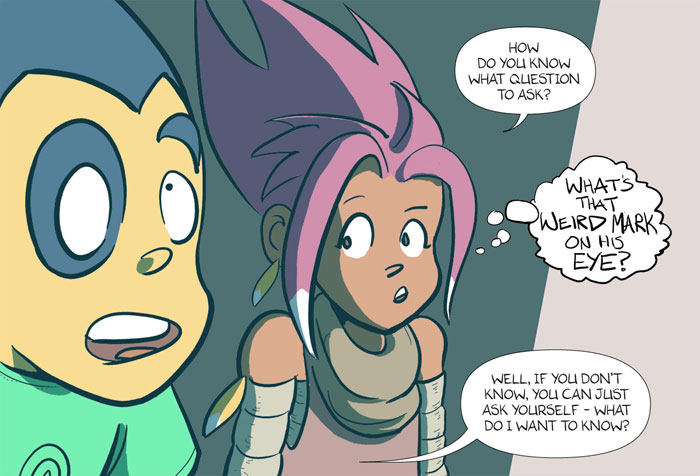 HOW
DO YOU KNOW
WHAT QUESTION
TO ASK?
WHAT'S
THAT
WEIRD MARK
ON HIS
EYE?
WELL, IF YOU DON'T
KNOW, YOU CAN JUST
ASK YOURSELF - WHAT
DO I WANT TO KNOW?